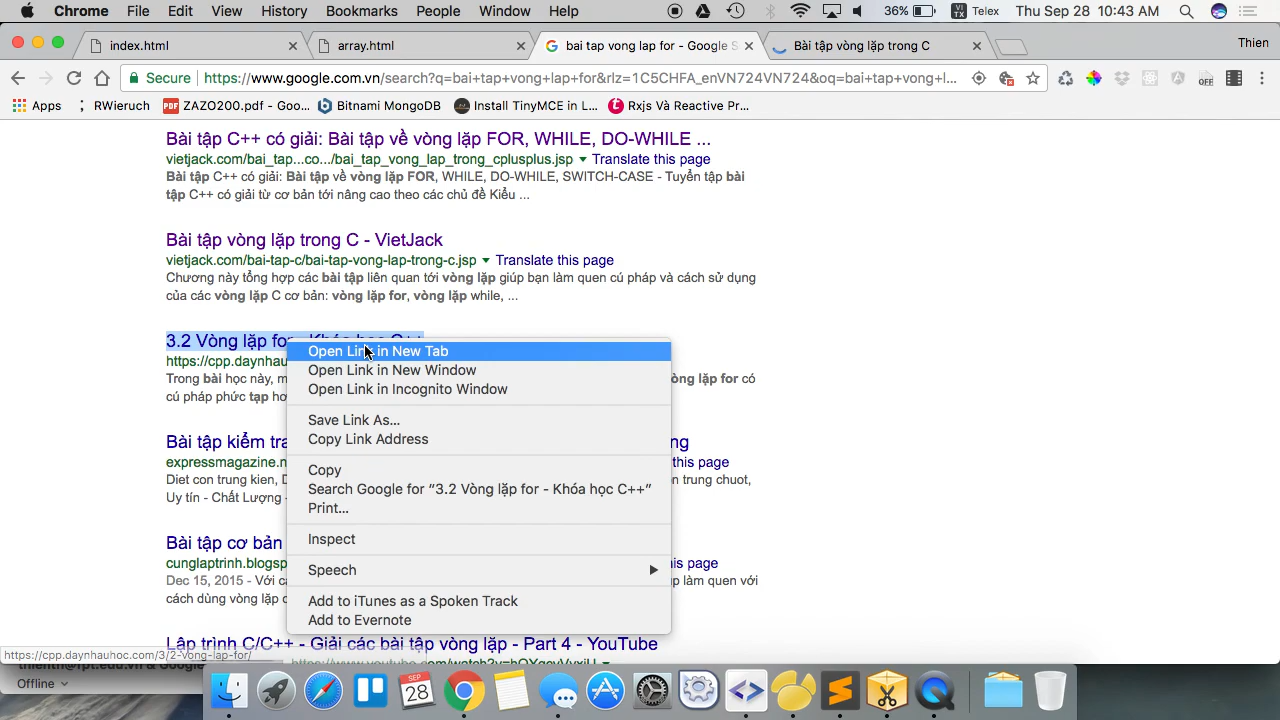 Chrome File Edit View History Bookmarks People Window Help 36% VI TX Telex Thu Sep 28 10:43 AM
index.html array.html bai tap vong lap for - Google S Bài tập vòng lặp trong C Thien
Secure https://www.google.com.vn/search?q=bai+tap+vong+lap+for&rlz=1C5CHFA_enVN724VN724&oq=bai+tap+vong+l... OFF
Apps RWieruch PDF ZAZO200.pdf - Goo... Bitnami MongoDB Install TinyMCE in L... Rxjs Và Reactive Pr...
Bài tập C++ có giải: Bài tập về vòng lặp FOR, WHILE, DO-WHILE ...
vietjack.com/bai_tap...co.../bai_tap_vong_lap_trong_cplusplus.jsp Translate this page
Bài tập C++ có giải: Bài tập về vòng lặp FOR, WHILE, DO-WHILE, SWITCH-CASE - Tuyển tập bài
tập C++ có giải từ cơ bản tới nâng cao theo các chủ đề Kiểu ...
Bài tập vòng lặp trong C - VietJack
vietjack.com/bai-tap-c/bai-tap-vong-lap-trong-c.jsp Translate this page
Chương này tổng hợp các bài tập liên quan tới vòng lặp giúp bạn làm quen cú pháp và cách sử dụng
của các vòng lặp C cơ bản: vòng lặp for, vòng lặp while, ...
3.2 Vòng lặp for - Khóa học C++
https://cpp.daynhau
Trong bài học này, m
òng lặp for có
cú pháp phức tạp ho
Bài tập kiểm tra
ng
expressmagazine.n
this page
Diet con trung kien, D
n trung chuot,
Uy tín - Chất Lượng -
Bài tập cơ bản
cunglaptrinh.blogsp
is page
Dec 15, 2015 - Với cá
p làm quen với
cách dùng vòng lặp c
Lập trình C/C++ - Giải các bài tập vòng lặp - Part 4 - YouTube
Open Link in New Tab
Open Link in New Window
Open Link in Incognito Window
Save Link As...
Copy Link Address
Copy
Search Google for “3.2 Vòng lặp for - Khóa học C++”
Print...
Inspect
Speech
Add to iTunes as a Spoken Track
Add to Evernote
https://cpp.daynhauhoc.com/3/2-vong-lap-for/
Offline
SEP
28